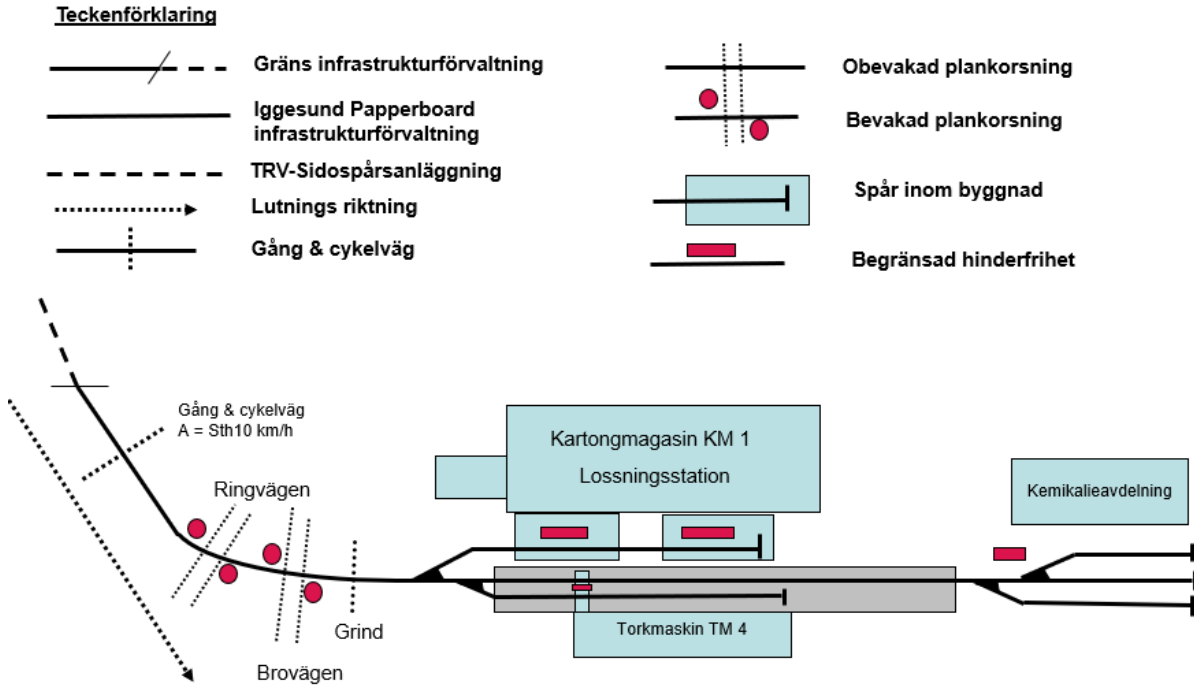 Teckenförklaring
Gräns infrastrukturförvaltning
Iggesund Papperboard
infrastrukturförvaltning
TRV-Sidospårsanläggning
Lutnings riktning
Gång & cykelväg
Obevakad plankorsning
Bevakad plankorsning
Spår inom byggnad
Begränsad hinderfrihet
Gång & cykelväg
A = Sth10 km/h
Ringvägen
Brovägen
Grind
Kartongmagasin KM 1
Lossningsstation
Torkmaskin TM 4
Kemikalieavdelning